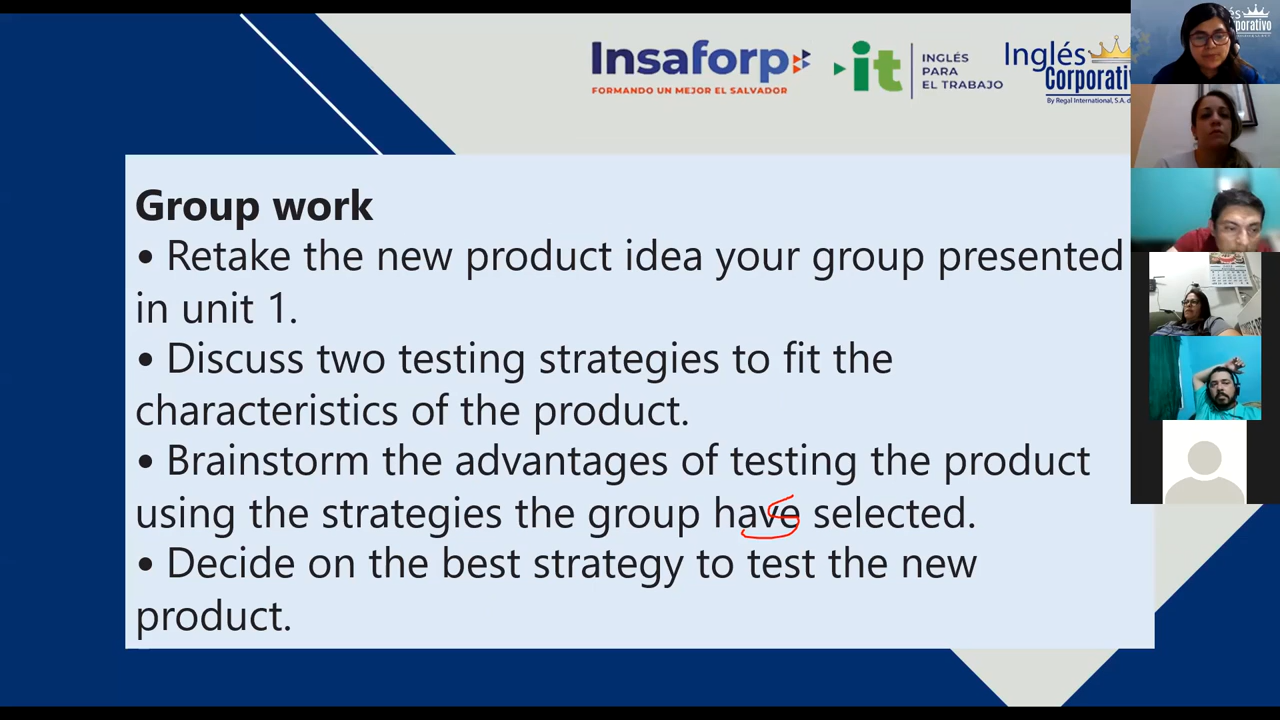 Insaforp
FORMANDO UN MEJOR EL SALVADOR
it
INGLÉS
PARA
EL TRABAJO
Inglés
Corporativ
By Regal International, S.A. d
és
rporativo
Group work
• Retake the new product idea your group presented
in unit 1.
• Discuss two testing strategies to fit the
characteristics of the product.
• Brainstorm the advantages of testing the product
using the strategies the group have selected.
• Decide on the best strategy to test the new
product.